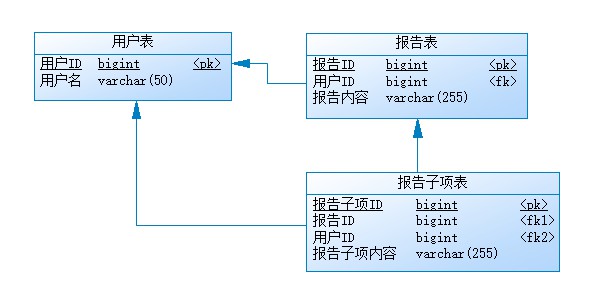 用户表
用户ID bigint <pk>
用户名 varchar(50)
报告表
报告ID bigint <pk>
用户ID bigint <fk>
报告内容 varchar(255)
报告子项表
报告子项ID bigint <pk>
报告ID bigint <fk1>
用户ID bigint <fk2>
报告子项内容 varchar(255)